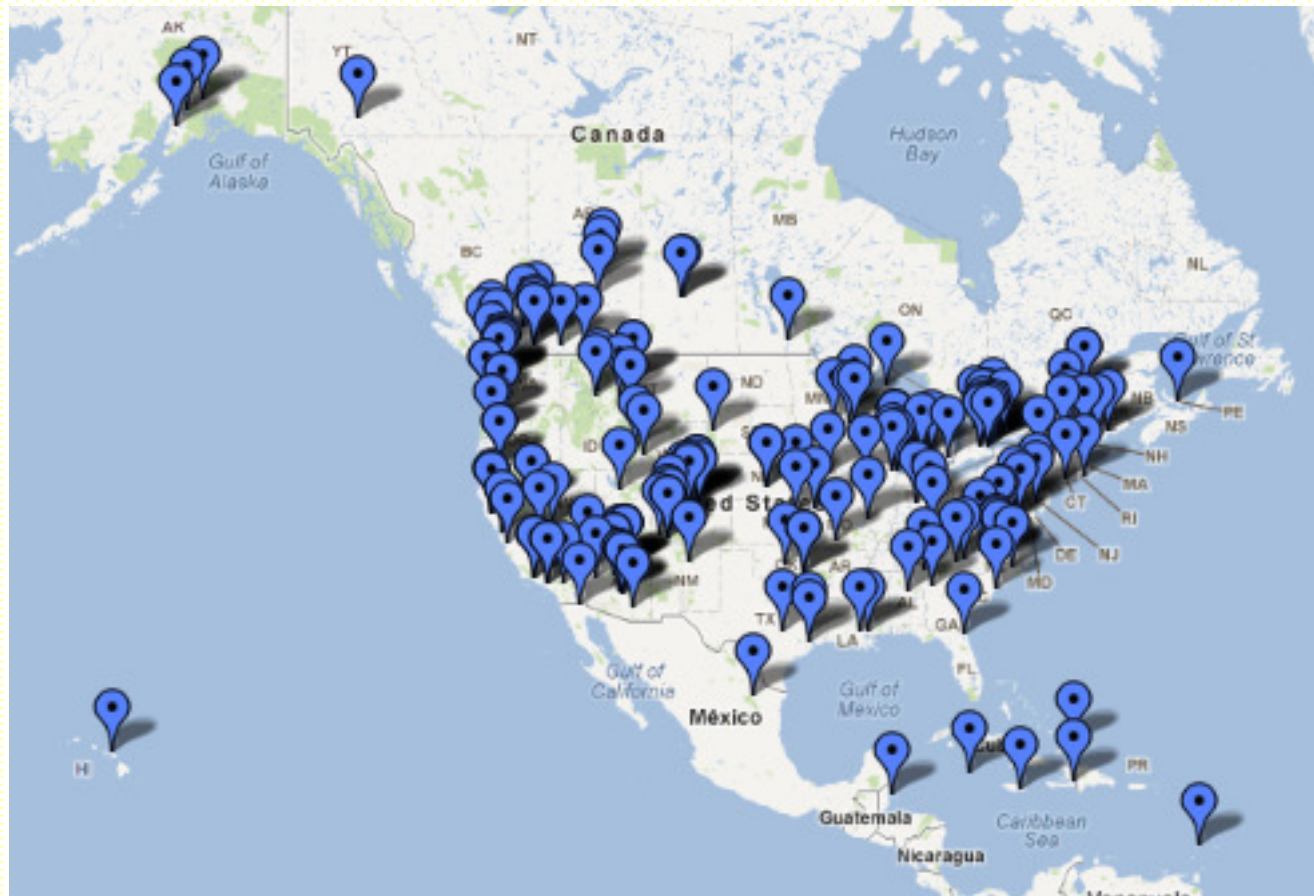 AK
YT
NT
Canada
Hudson
Bay
Gulf of
Alaska
BC
MB
NL
ON
QC
Gulf of St
ND
NB
PE
NS
ID
NH
MA
CT
RI
ed Sta
DE
NJ
AR
MD
NM
TX
AL
GA
LA
FL
Gulf of
California
Gulf of
Mexico
México
HI
PR
Guatemala
Caribbean
Sea
Nicaragua